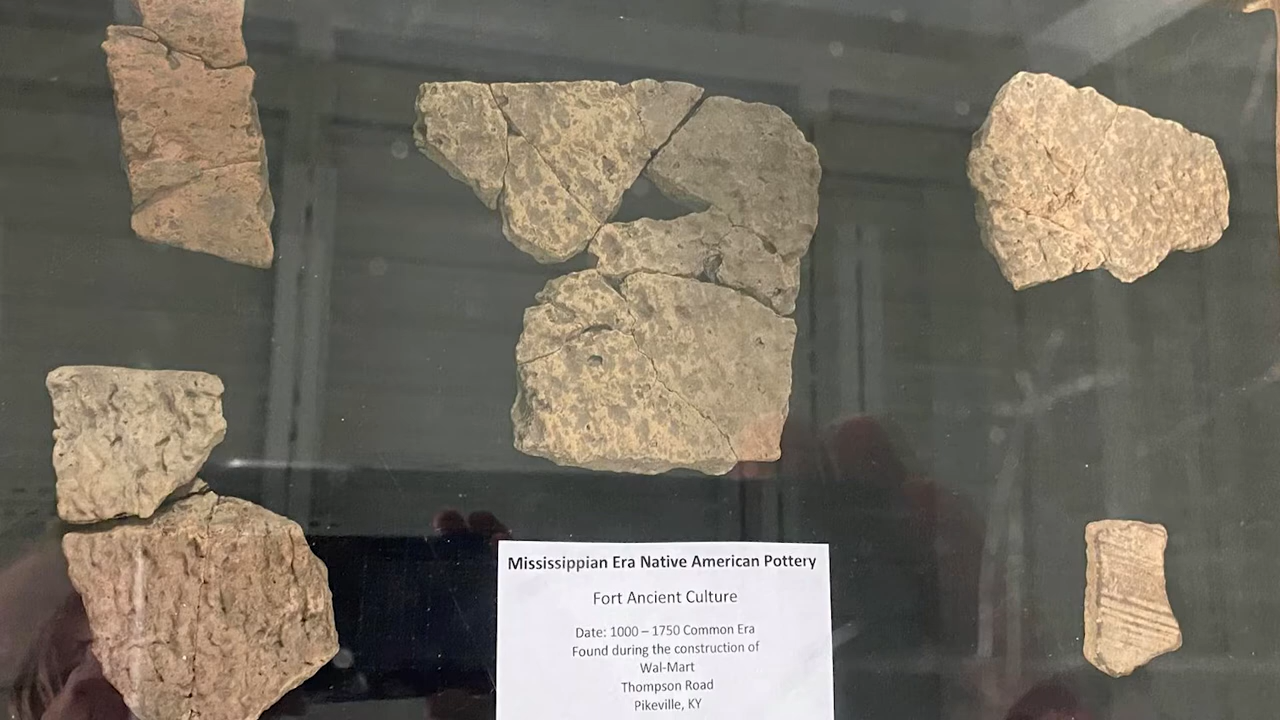 Mississippian Era Native American Pottery
Fort Ancient Culture
Date: 1000 – 1750 Common Era
Found during the construction of
Wal-Mart
Thompson Road
Pikeville, KY